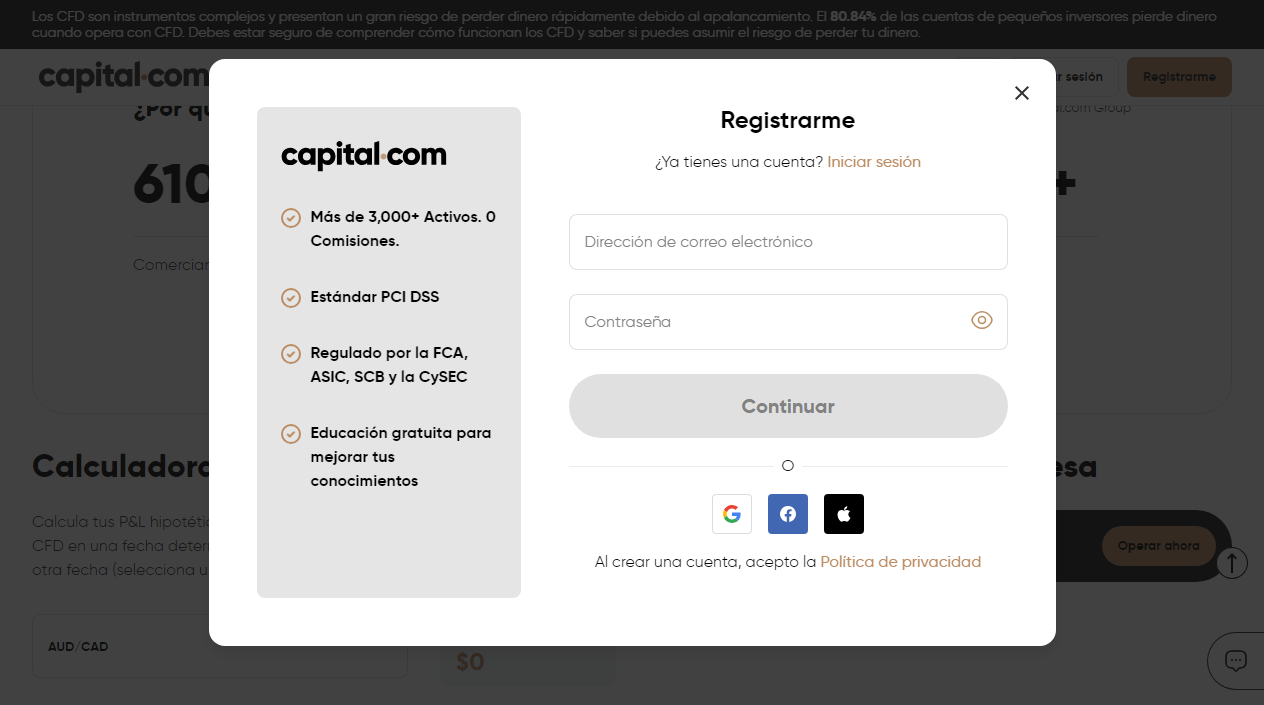 Los CFD son instrumentos complejos y presentan un gran riesgo de perder dinero rápidamente debido al apalancamiento. El 80.84% de las cuentas de pequeños inversores pierde dinero
cuando opera con CFD. Debes estar seguro de comprender cómo funcionan los CFD y saber si puedes asumir el riesgo de perder tu dinero.
capital.com
sesión
Registrarme
¿Por
Group
610
+
Comerciar
capital.com
Más de 3,000+ Activos. 0
Comisiones.
Estándar PCI DSS
Regulado por la FCA,
ASIC, SCB y la CySEC
Educación gratuita para
mejorar tus
conocimientos
Registrarme
¿Ya tienes una cuenta? Iniciar sesión
Dirección de correo electrónico
Contraseña
Continuar
O
Al crear una cuenta, acepto la Política de privacidad
Calculadora
Calcula tus P&L
CFD en una fecha
otra fecha (selecciona
Operar ahora
AUD/CAD
$0